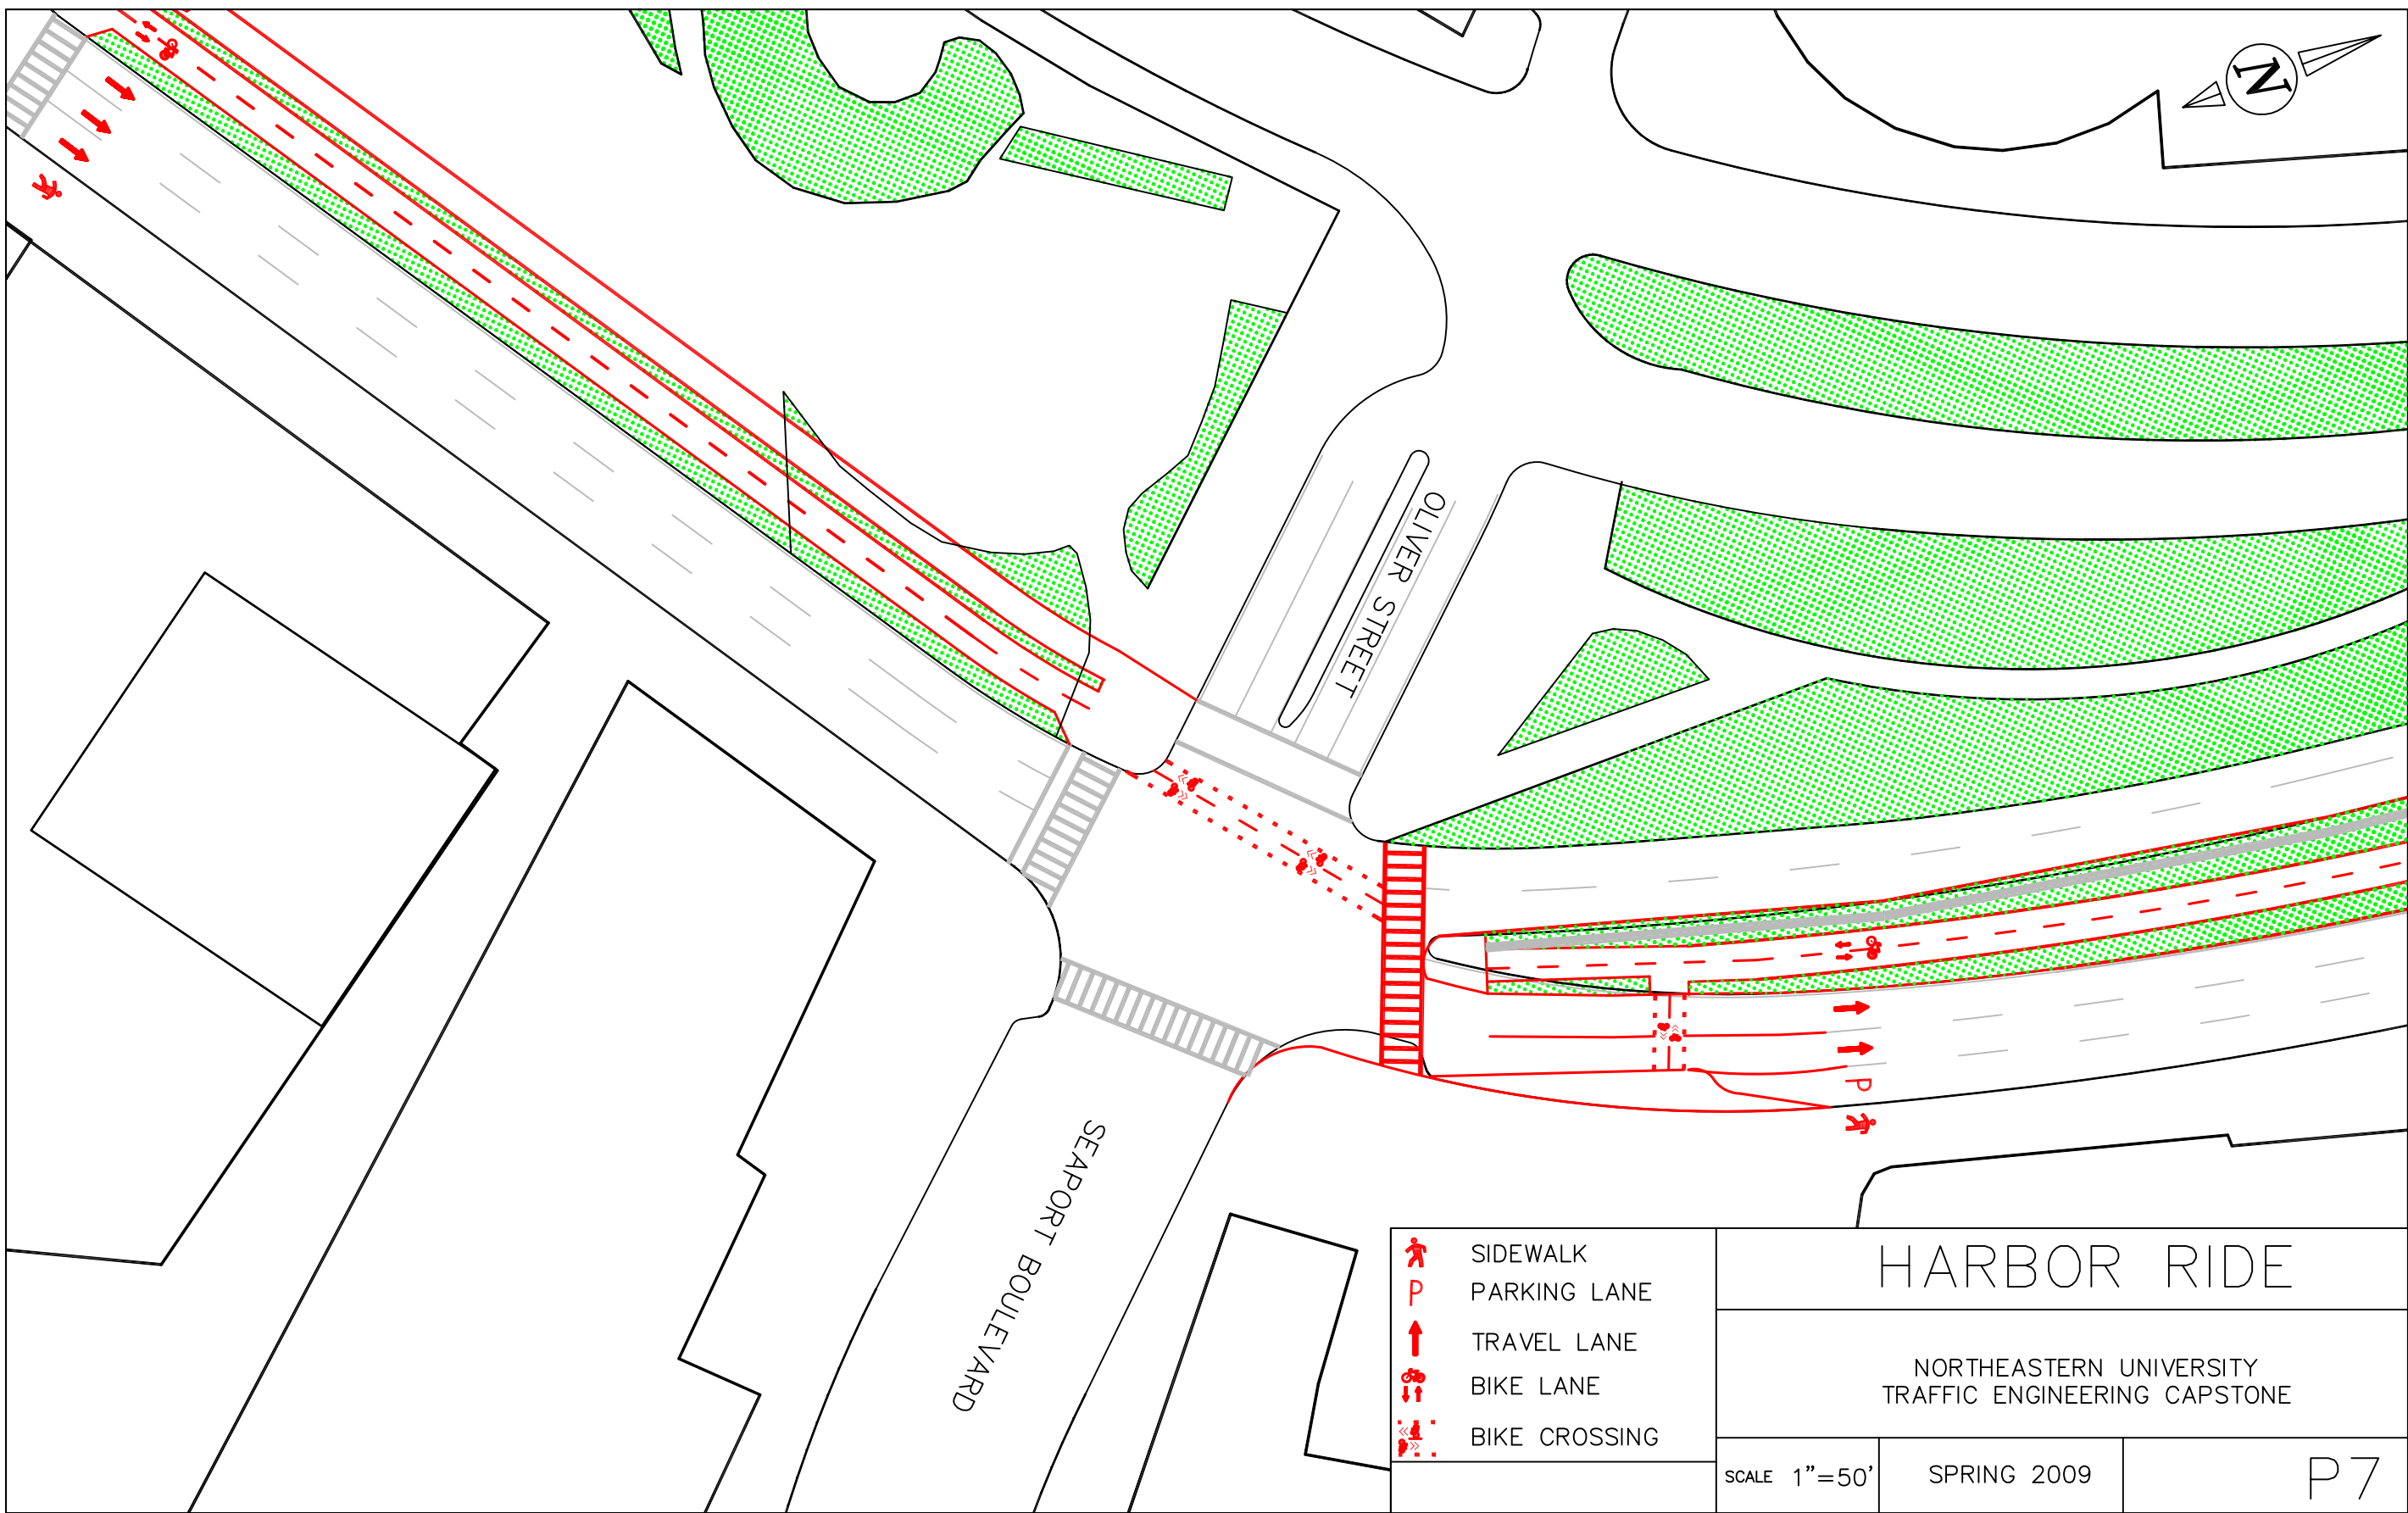 N
OLIVER STREET
P
SEAPORT BOULEVARD
SIDEWALK
P PARKING LANE
TRAVEL LANE
BIKE LANE
BIKE CROSSING
HARBOR RIDE
NORTHEASTERN UNIVERSITY
TRAFFIC ENGINEERING CAPSTONE
SCALE 1"=50'
SPRING 2009
P7